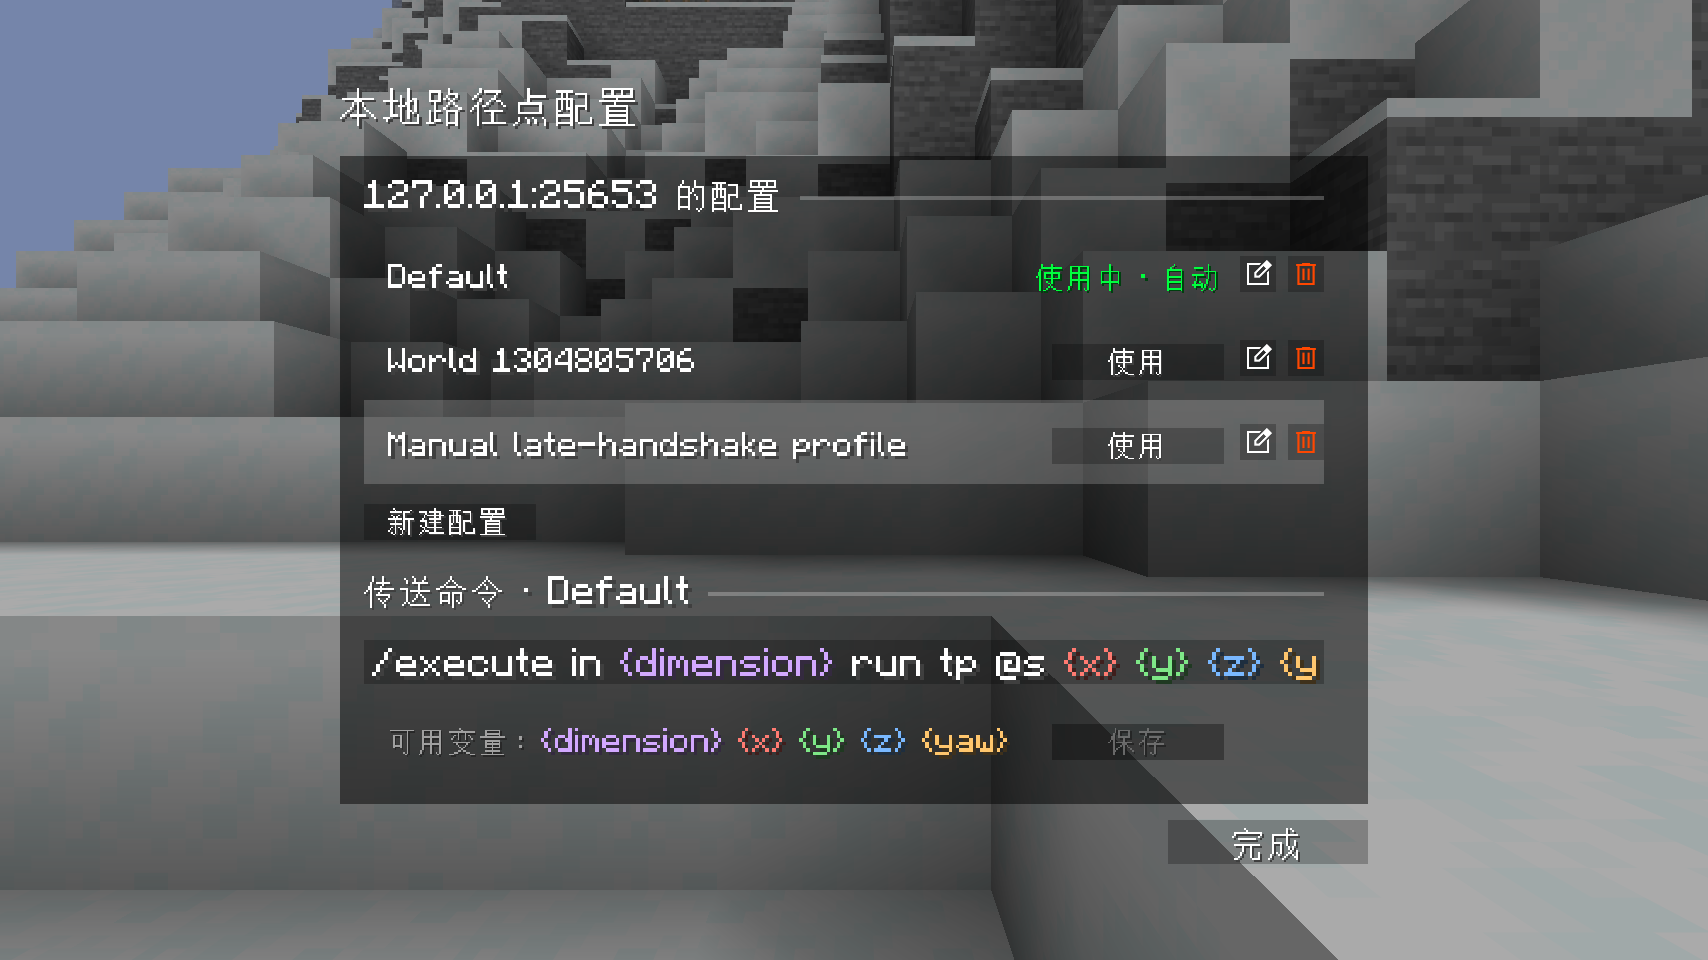 本地路径点配置
127.0.0.1:25653 的配置
Default 使用中 · 自动
World 1304805706 使用
Manual late-handshake profile 使用
新建配置
传送命令 · Default
/execute in {dimension} run tp @s {x} {y} {z} {y
可用变量：{dimension} {x} {y} {z} {yaw} 保存
完成